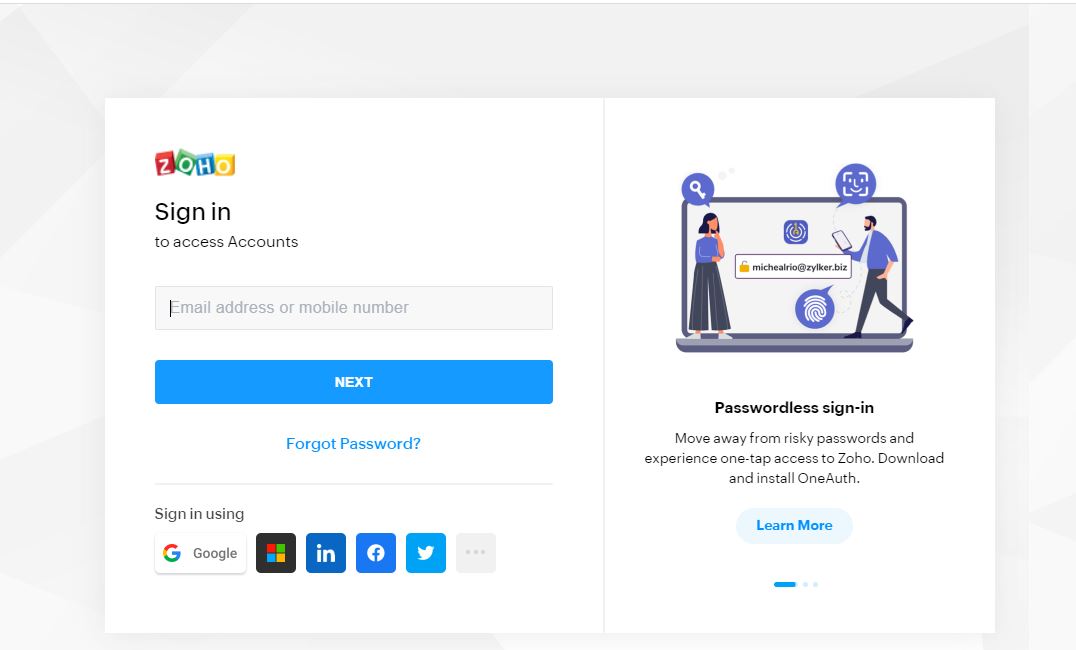 ZOHO
Sign in
to access Accounts
Email address or mobile number
NEXT
Forgot Password?
Sign in using
Google
in
michealrio@zylker.biz
Passwordless sign-in
Move away from risky passwords and
experience one-tap access to Zoho. Download
and install OneAuth.
Learn More